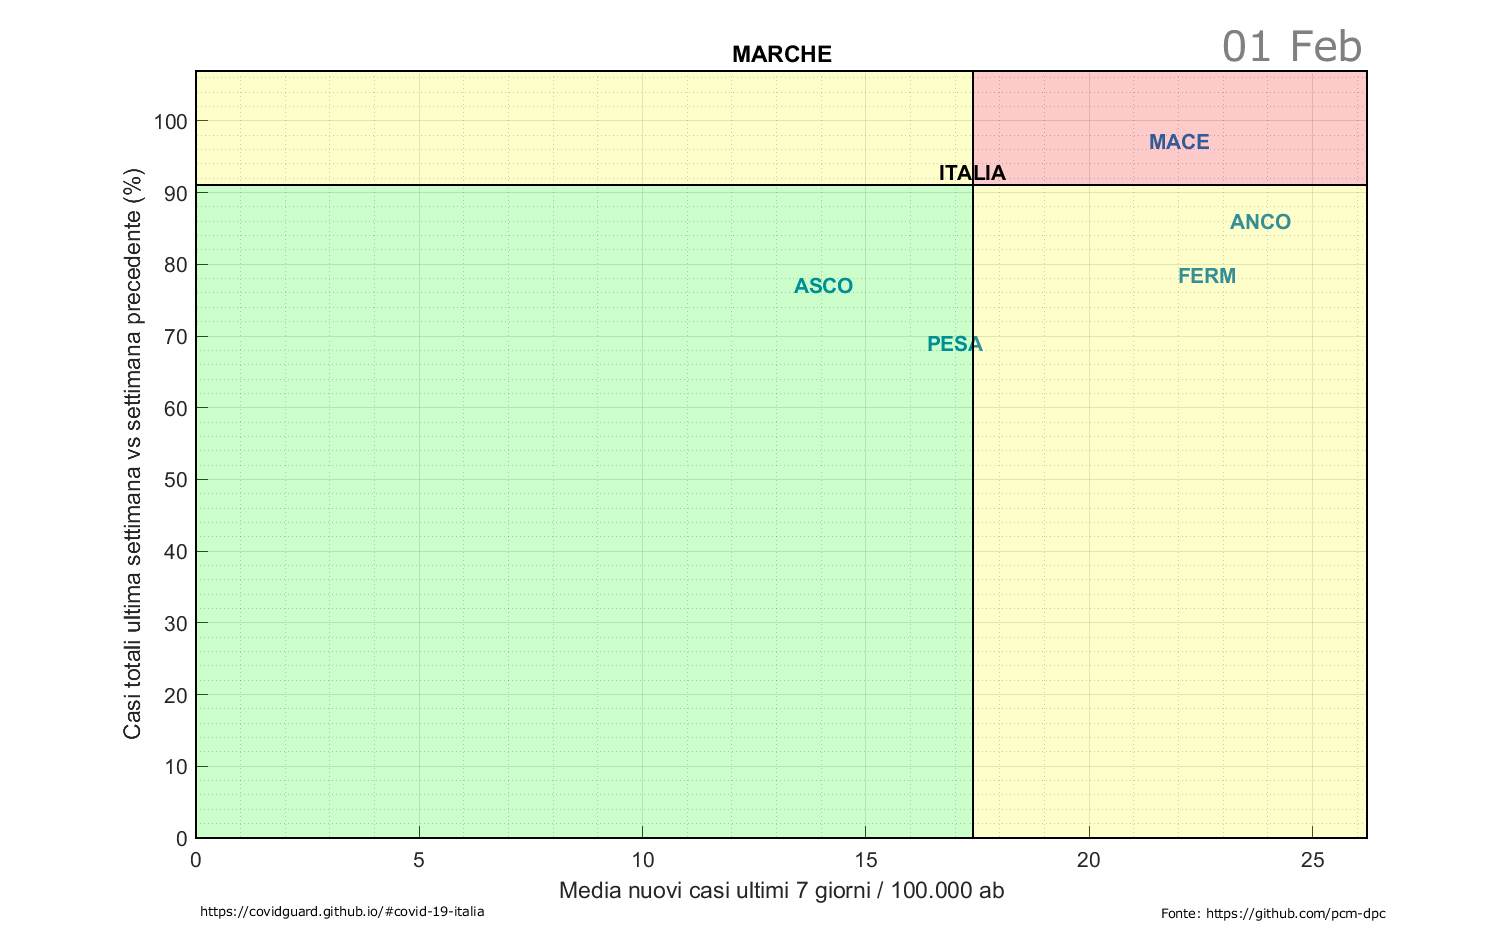 01 Feb
MARCHE
100
90
80
70
60
50
40
30
20
10
0
Casi totali ultima settimana vs settimana precedente (%)
MACE
ITALIA
ANCO
FERM
ASCO
PESA
0 5 10 15 20 25
Media nuovi casi ultimi 7 giorni / 100.000 ab
https://covidguard.github.io/#covid-19-italia
Fonte: https://github.com/pcm-dpc